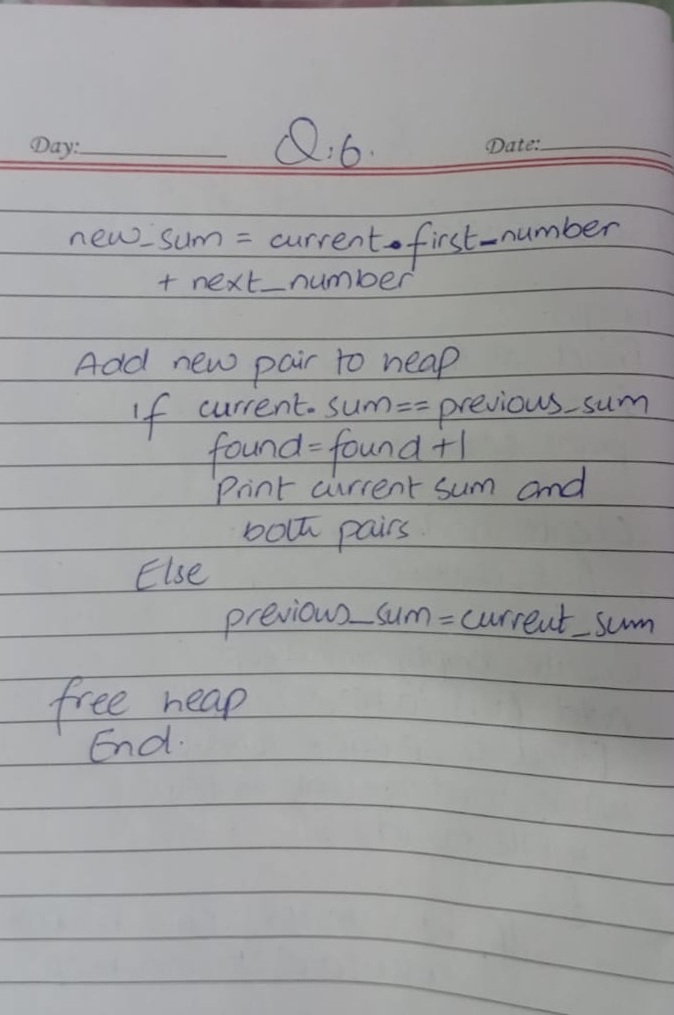 Day: Q:6. Date:
new_sum = current.first_number
+ next_number
Add new pair to heap
If current.sum== previous_sum
found=found+1
Print current sum and
both pairs.
Else
previous_sum=current_sum
free heap
End.